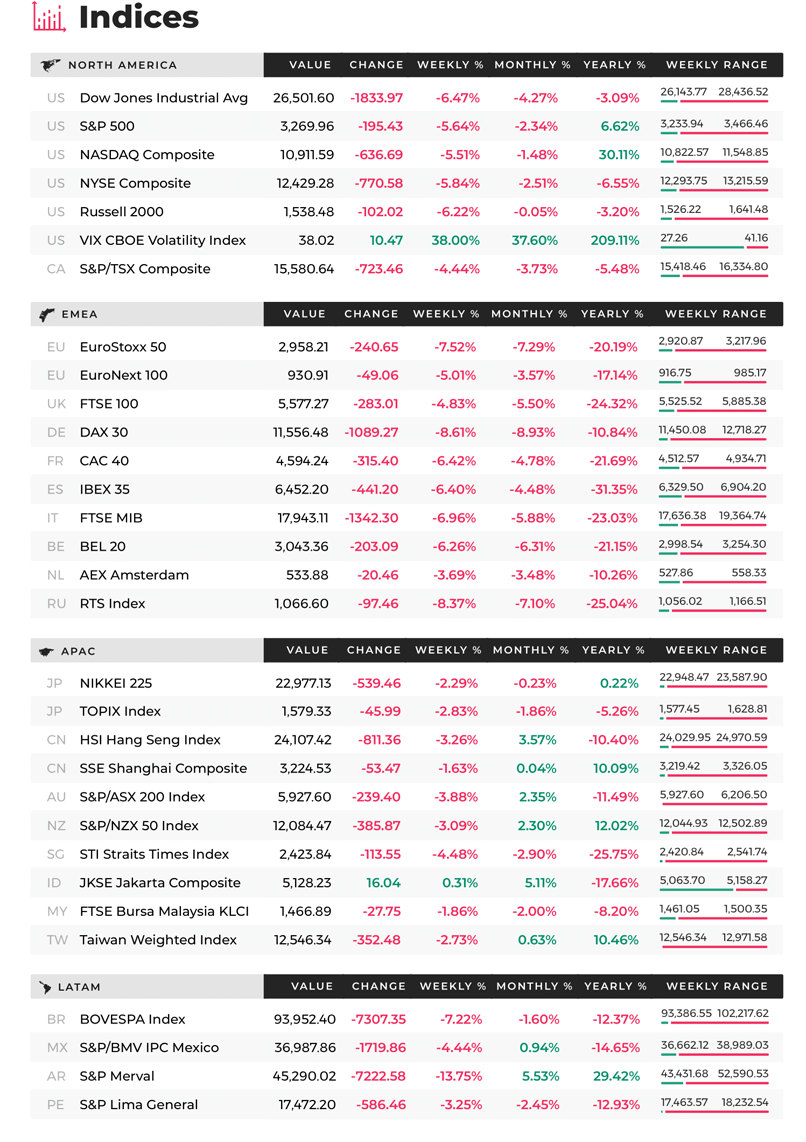 Indices
NORTH AMERICA VALUE CHANGE WEEKLY % MONTHLY % YEARLY % WEEKLY RANGE
US Dow Jones Industrial Avg 26,501.60 -1833.97 -6.47% -4.27% -3.09% 26,143.77 28,436.52
US S&P 500 3,269.96 -195.43 -5.64% -2.34% 6.62% 3,233.94 3,466.46
US NASDAQ Composite 10,911.59 -636.69 -5.51% -1.48% 30.11% 10,822.57 11,548.85
US NYSE Composite 12,429.28 -770.58 -5.84% -2.51% -6.55% 12,293.75 13,215.59
US Russell 2000 1,538.48 -102.02 -6.22% -0.05% -3.20% 1,526.22 1,641.48
US VIX CBOE Volatility Index 38.02 10.47 38.00% 37.60% 209.11% 27.26 41.16
CA S&P/TSX Composite 15,580.64 -723.46 -4.44% -3.73% -5.48% 15,418.46 16,334.80
EMEA VALUE CHANGE WEEKLY % MONTHLY % YEARLY % WEEKLY RANGE
EU EuroStoxx 50 2,958.21 -240.65 -7.52% -7.29% -20.19% 2,920.87 3,217.96
EU EuroNext 100 930.91 -49.06 -5.01% -3.57% -17.14% 916.75 985.17
UK FTSE 100 5,577.27 -283.01 -4.83% -5.50% -24.32% 5,525.52 5,885.38
DE DAX 30 11,556.48 -1089.27 -8.61% -8.93% -10.84% 11,450.08 12,718.27
FR CAC 40 4,594.24 -315.40 -6.42% -4.78% -21.69% 4,512.57 4,934.71
ES IBEX 35 6,452.20 -441.20 -6.40% -4.48% -31.35% 6,329.50 6,904.20
IT FTSE MIB 17,943.11 -1342.30 -6.96% -5.88% -23.03% 17,636.38 19,364.74
BE BEL 20 3,043.36 -203.09 -6.26% -6.31% -21.15% 2,998.54 3,254.30
NL AEX Amsterdam 533.88 -20.46 -3.69% -3.48% -10.26% 527.86 558.33
RU RTS Index 1,066.60 -97.46 -8.37% -7.10% -25.04% 1,056.02 1,166.51
APAC VALUE CHANGE WEEKLY % MONTHLY % YEARLY % WEEKLY RANGE
JP NIKKEI 225 22,977.13 -539.46 -2.29% -0.23% 0.22% 22,948.47 23,587.90
JP TOPIX Index 1,579.33 -45.99 -2.83% -1.86% -5.26% 1,577.45 1,628.81
CN HSI Hang Seng Index 24,107.42 -811.36 -3.26% 3.57% -10.40% 24,029.95 24,970.59
CN SSE Shanghai Composite 3,224.53 -53.47 -1.63% 0.04% 10.09% 3,219.42 3,326.05
AU S&P/ASX 200 Index 5,927.60 -239.40 -3.88% 2.35% -11.49% 5,927.60 6,206.50
NZ S&P/NZX 50 Index 12,084.47 -385.87 -3.09% 2.30% 12.02% 12,044.93 12,502.89
SG STI Straits Times Index 2,423.84 -113.55 -4.48% -2.90% -25.75% 2,420.84 2,541.74
ID JKSE Jakarta Composite 5,128.23 16.04 0.31% 5.11% -17.66% 5,063.70 5,158.27
MY FTSE Bursa Malaysia KLCI 1,466.89 -27.75 -1.86% -2.00% -8.20% 1,461.05 1,500.35
TW Taiwan Weighted Index 12,546.34 -352.48 -2.73% 0.63% 10.46% 12,546.34 12,971.58
LATAM VALUE CHANGE WEEKLY % MONTHLY % YEARLY % WEEKLY RANGE
BR BOVESPA Index 93,952.40 -7307.35 -7.22% -1.60% -12.37% 93,386.55 102,217.62
MX S&P/BMV IPC Mexico 36,987.86 -1719.86 -4.44% 0.94% -14.65% 36,662.12 38,989.03
AR S&P Merval 45,290.02 -7222.58 -13.75% 5.53% 29.42% 43,431.68 52,590.53
PE S&P Lima General 17,472.20 -586.46 -3.25% -2.45% -12.93% 17,463.57 18,232.54